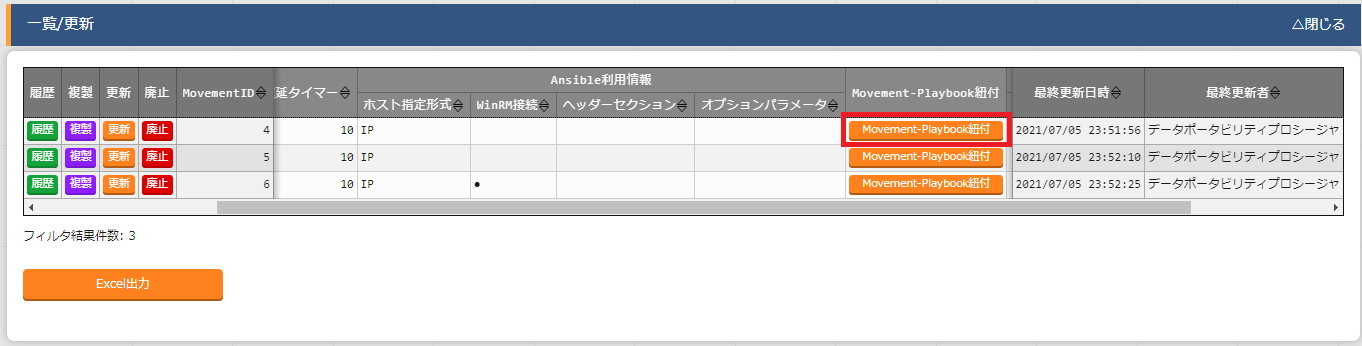 一覧/更新 △閉じる
Ansible利用情報
履歴 複製 更新 廃止 MovementID 延タイマー ホスト指定形式 WinRM接続 ヘッダーセクション オプションパラメータ Movement-Playbook紐付 最終更新日時 最終更新者
履歴 複製 更新 廃止 4 10 IP Movement-Playbook紐付 2021/07/05 23:51:56 データポータビリティプロシージャ
履歴 複製 更新 廃止 5 10 IP Movement-Playbook紐付 2021/07/05 23:52:10 データポータビリティプロシージャ
履歴 複製 更新 廃止 6 10 IP ● Movement-Playbook紐付 2021/07/05 23:52:25 データポータビリティプロシージャ
フィルタ結果件数: 3
Excel出力